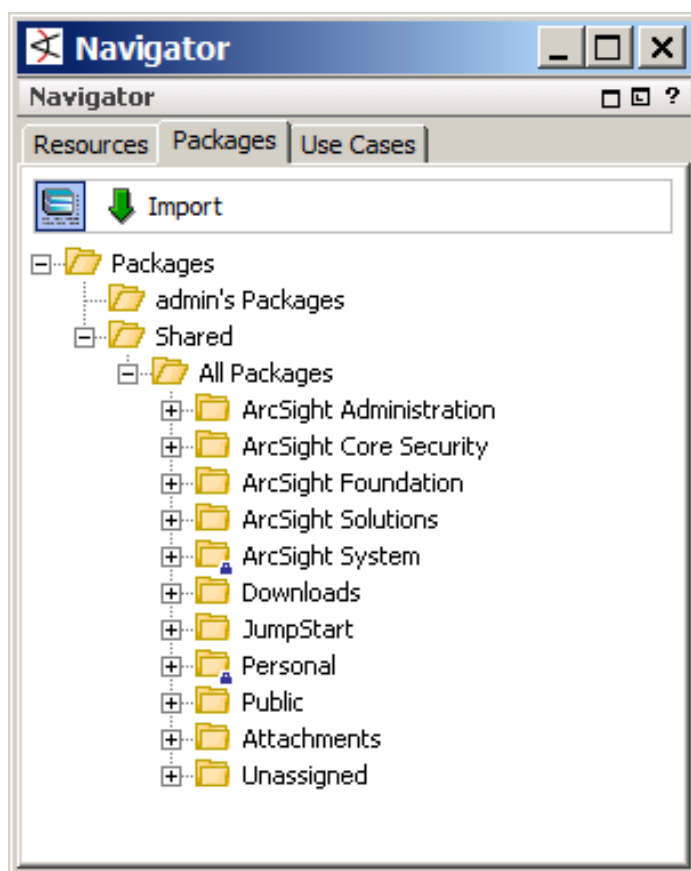 Navigator
Navigator ?
Resources Packages Use Cases
Import
Packages
admin's Packages
Shared
All Packages
ArcSight Administration
ArcSight Core Security
ArcSight Foundation
ArcSight Solutions
ArcSight System
Downloads
JumpStart
Personal
Public
Attachments
Unassigned